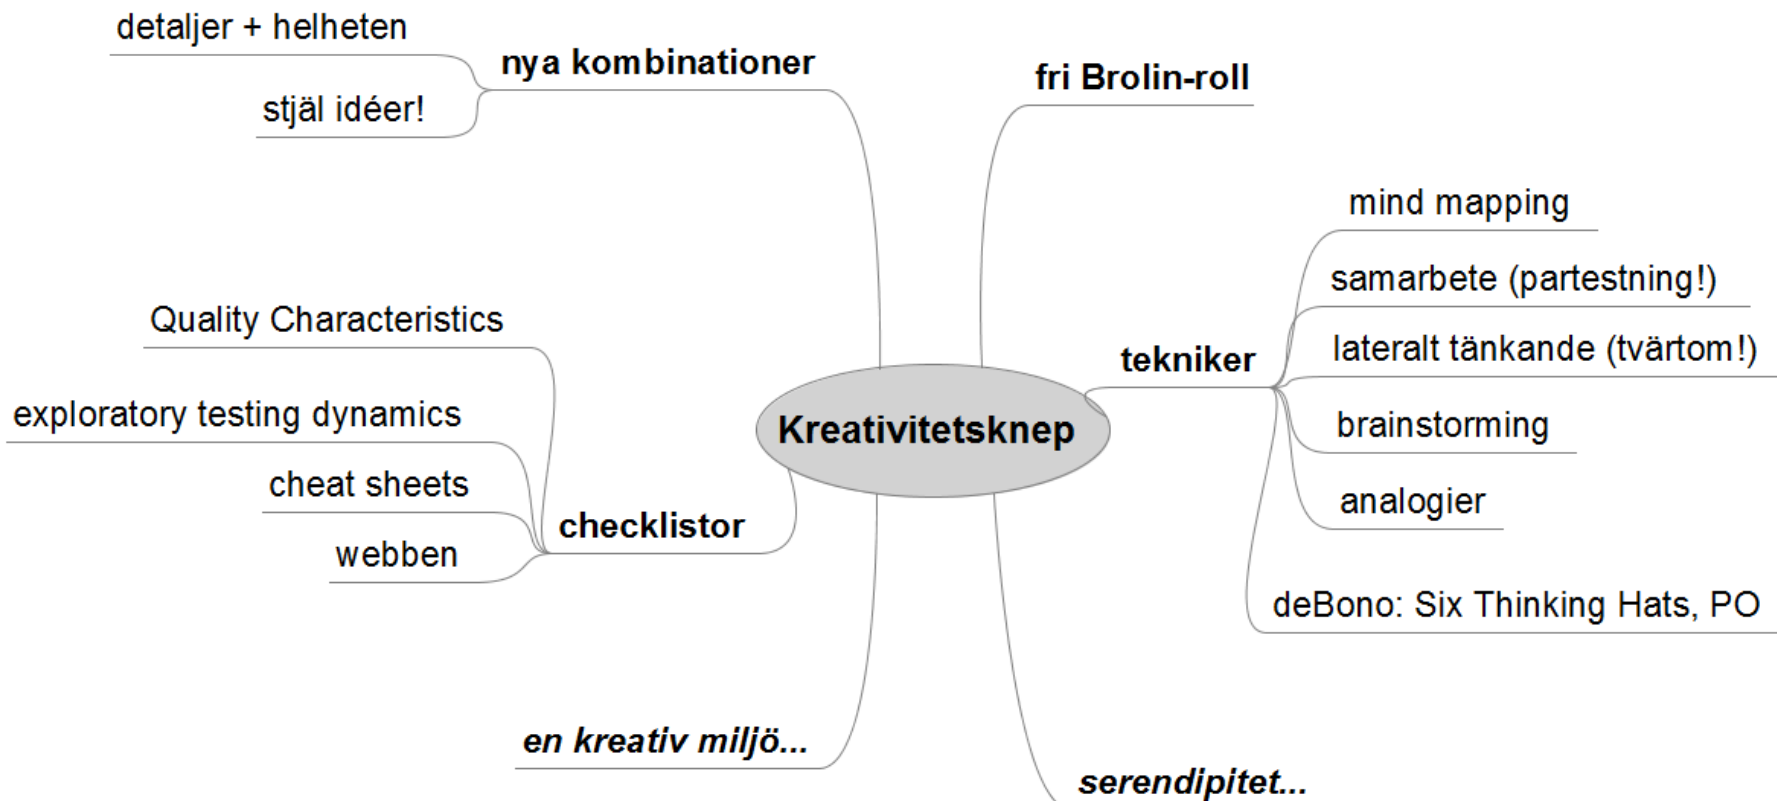 detaljer + helheten
stjäl idéer!
nya kombinationer
fri Brolin-roll
mind mapping
samarbete (partestning!)
lateralt tänkande (tvärtom!)
tekniker
brainstorming
analogier
deBono: Six Thinking Hats, PO
Kreativitetsknep
Quality Characteristics
exploratory testing dynamics
cheat sheets
webben
checklistor
en kreativ miljö...
serendipitet...